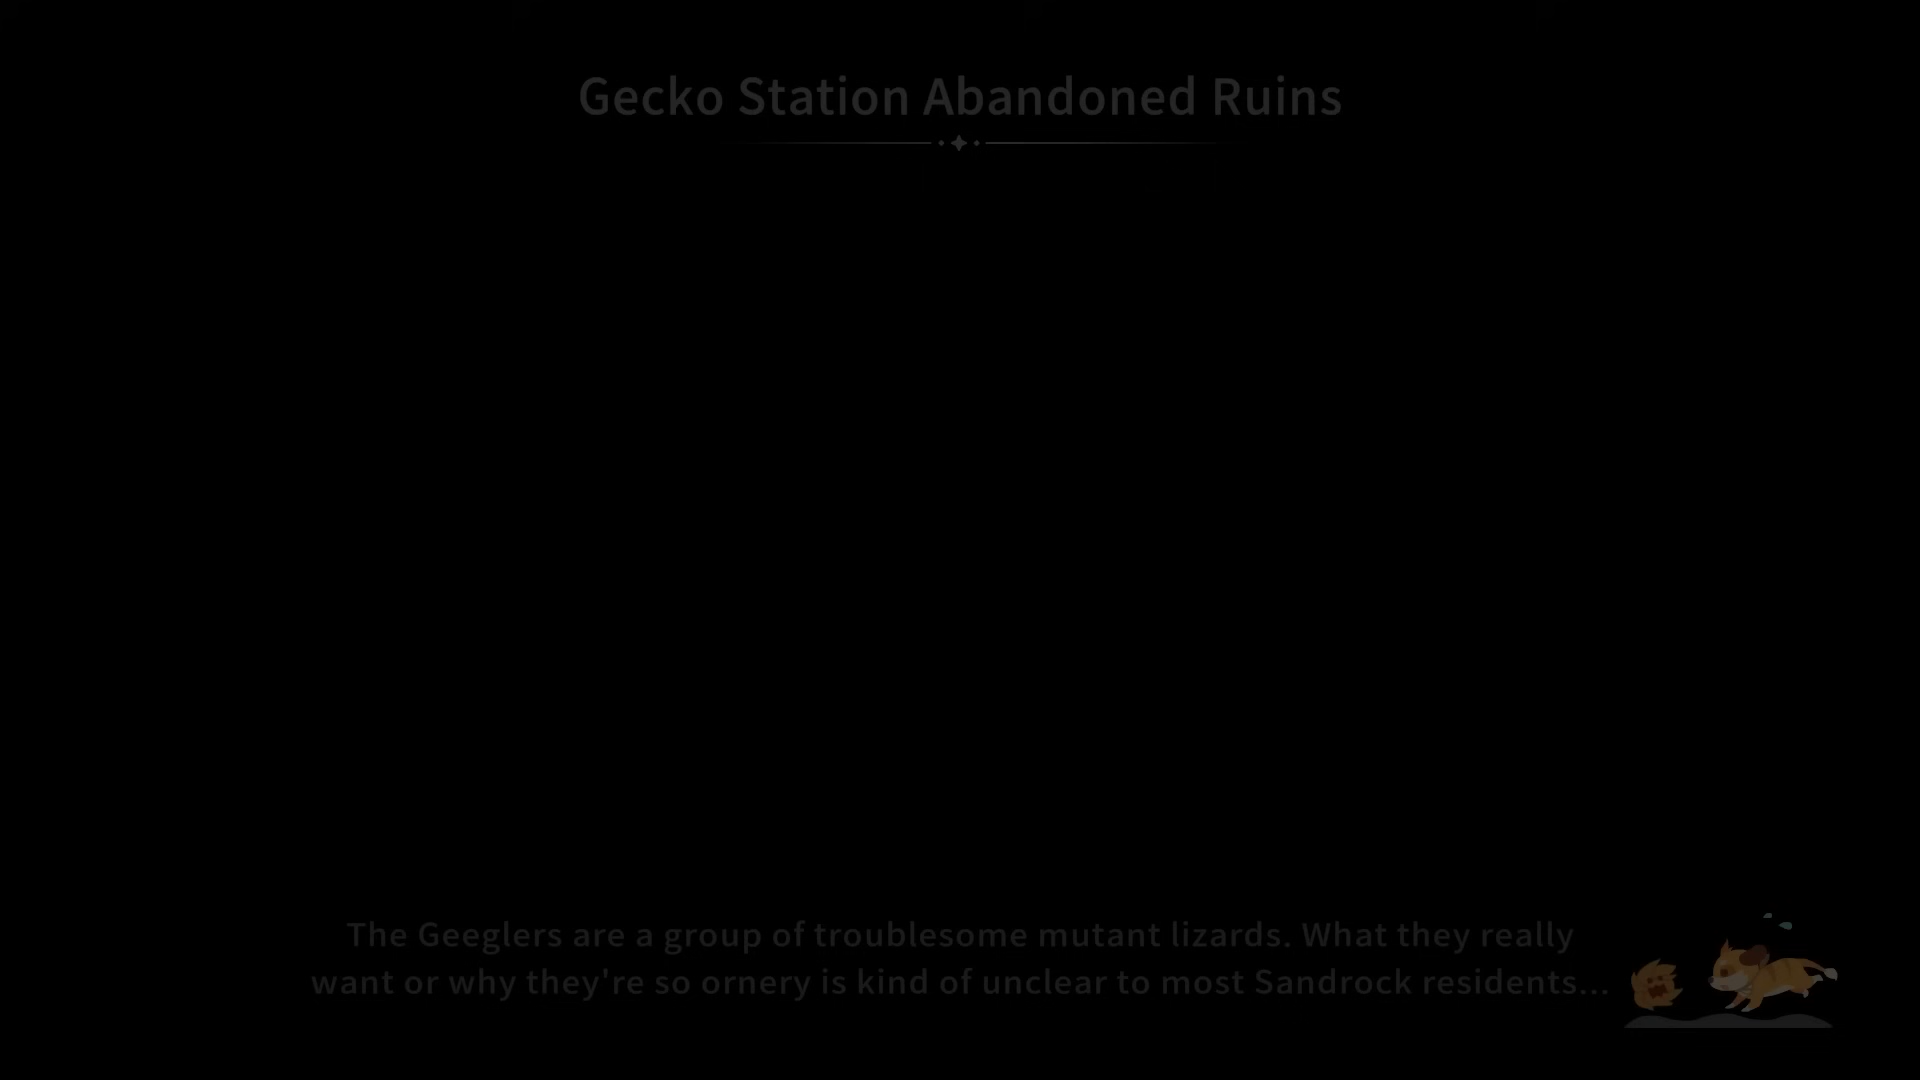 Gecko Station Abandoned Ruins
The Geeglers are a group of troublesome mutant lizards. What they really
want or why they're so ornery is kind of unclear to most Sandrock residents...